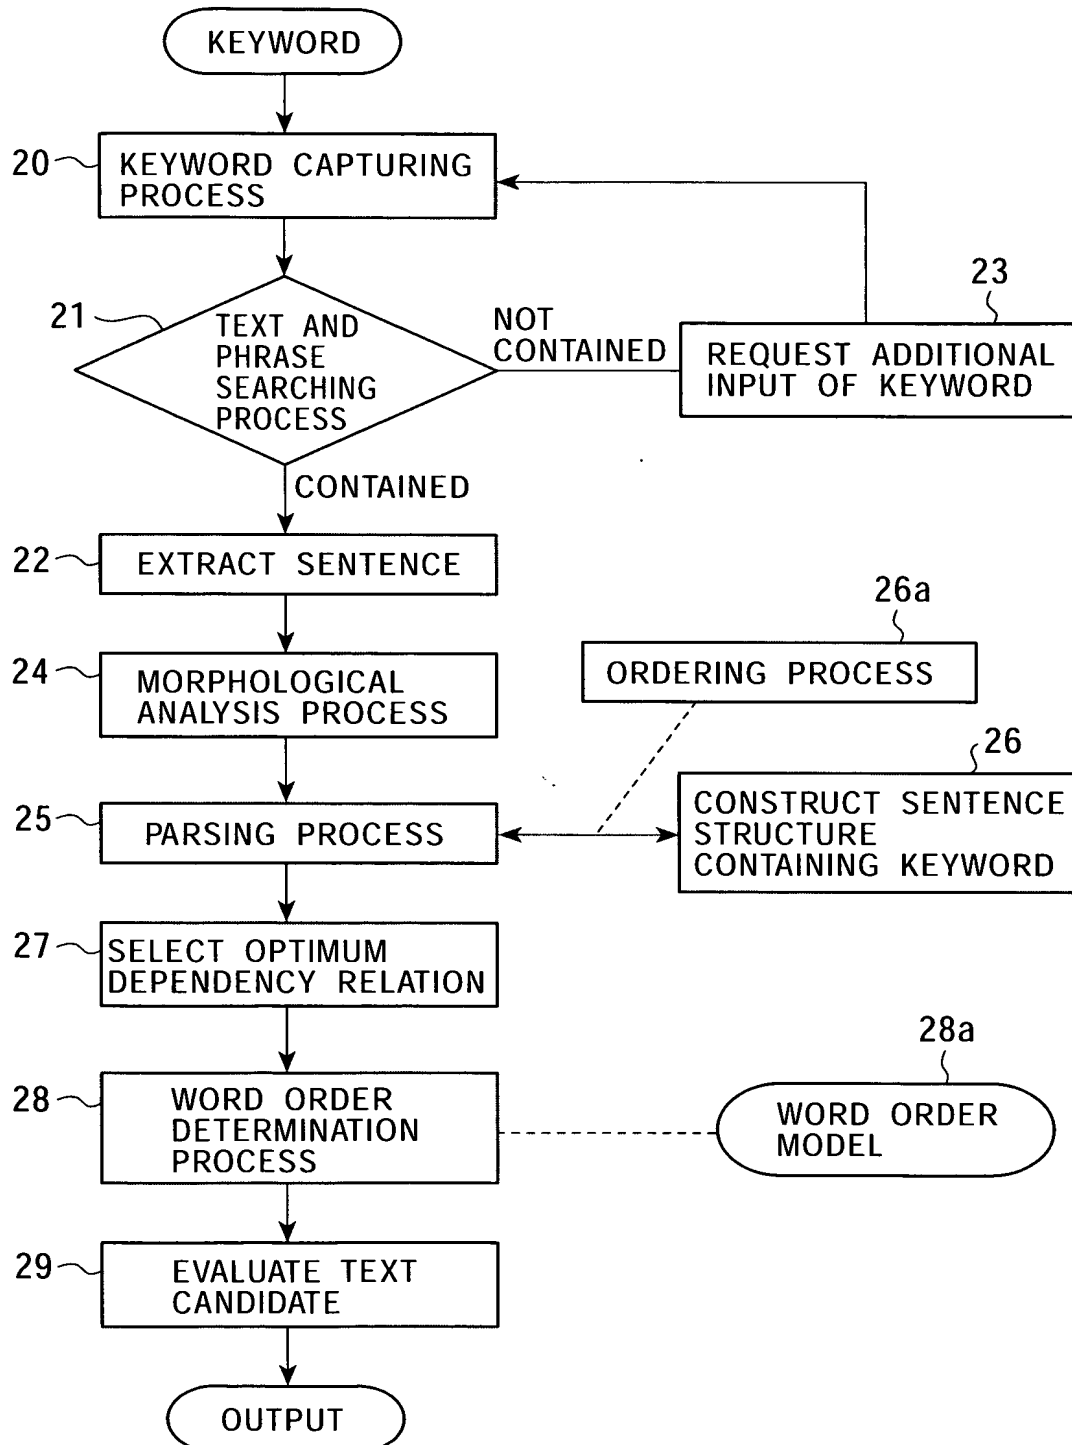 KEYWORD
20
KEYWORD CAPTURING
PROCESS
21
TEXT AND
PHRASE
SEARCHING
PROCESS
NOT
CONTAINED
23
REQUEST ADDITIONAL
INPUT OF KEYWORD
CONTAINED
22
EXTRACT SENTENCE
24
MORPHOLOGICAL
ANALYSIS PROCESS
26a
ORDERING PROCESS
25
PARSING PROCESS
26
CONSTRUCT SENTENCE
STRUCTURE
CONTAINING KEYWORD
27
SELECT OPTIMUM
DEPENDENCY RELATION
28
WORD ORDER
DETERMINATION
PROCESS
28a
WORD ORDER
MODEL
29
EVALUATE TEXT
CANDIDATE
OUTPUT